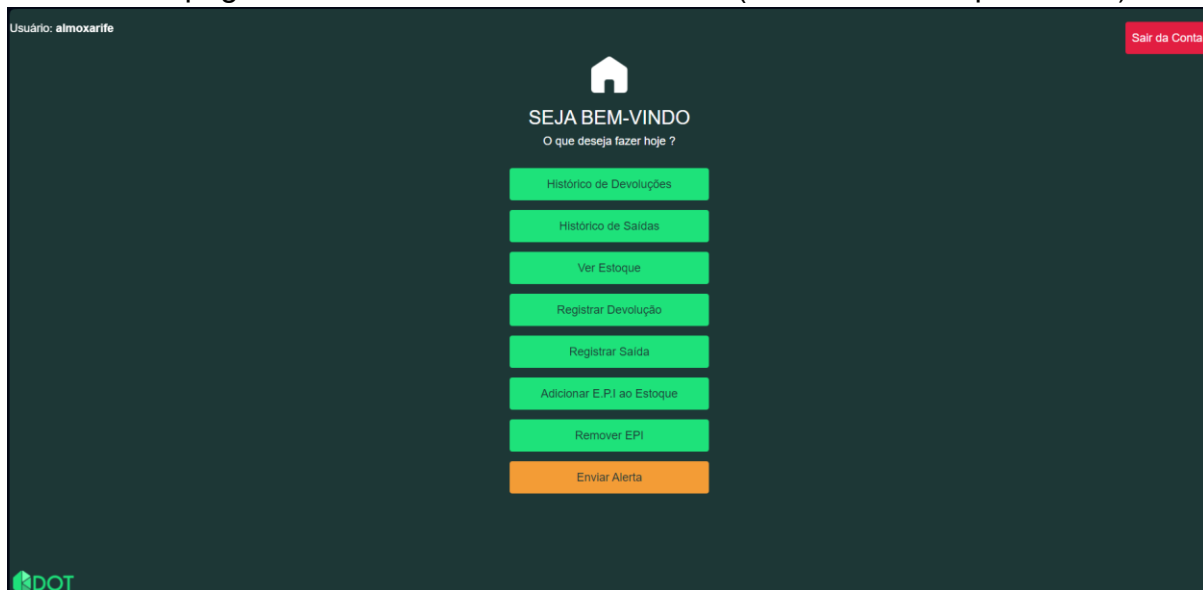 Usuário: almoxarife
Sair da Conta
SEJA BEM-VINDO
O que deseja fazer hoje ?
Histórico de Devoluções
Histórico de Saídas
Ver Estoque
Registrar Devolução
Registrar Saída
Adicionar E.P.I ao Estoque
Remover EPI
Enviar Alerta
DOT